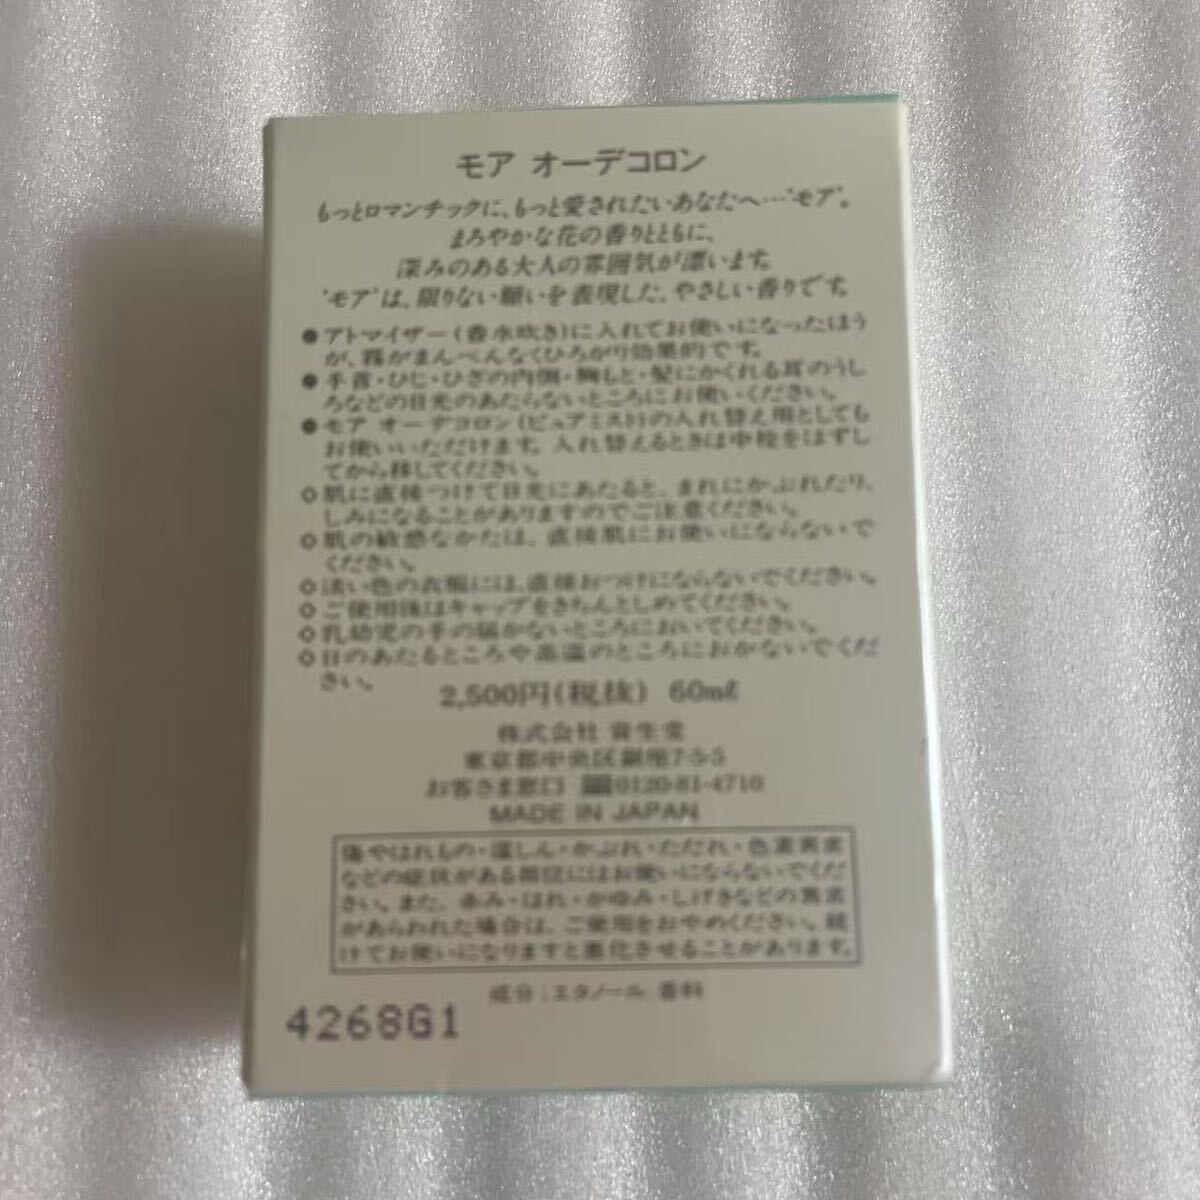 モア オーデコロン
もっとロマンチックに、もっと愛されたいあなたへ…“モア”。
まろやかな花の香りとともに、
深みのある大人の雰囲気が漂います。
“モア”は、限りない願いを表現した、やさしい香りです。
●アトマイザー(香水吹き)に入れてお使いになったほう
が、霧がまんべんなくひろがり効果的です。
●手首・ひじ・ひざの内側・胸もと・髪にかくれる耳のうし
ろなどの日光のあたらないところにお使いください。
●モア オーデコロン(ピュアミスト)の入れ替え用としても
お使いいただけます。入れ替えるときは中栓をはずし
てから移してください。
◇肌に直接つけて日光にあたると、まれにかぶれたり、
しみになることがありますのでご注意ください。
◇肌の敏感なかたは、直接肌にお使いにならないで
ください。
◇淡い色の衣服には、直接おつけにならないでください。
◇ご使用後はキャップをきちんとしめてください。
◇乳幼児の手の届かないところにおいてください。
◇日のあたるところや高温のところにおかないでくだ
さい。
2,500円(税抜) 60ml
株式会社 資生堂
東京都中央区銀座7-5-5
お客さま窓口 0120-81-4710
MADE IN JAPAN
傷やはれもの・湿しん・かぶれ・ただれ・色素異常
などの症状がある部位にはお使いにならないでくだ
さい。また、赤み・はれ・かゆみ・しげきなどの異常
があらわれた場合は、ご使用をおやめください。続
けてお使いになりますと悪化させることがあります。
成分:エタノール、香料
4268G1